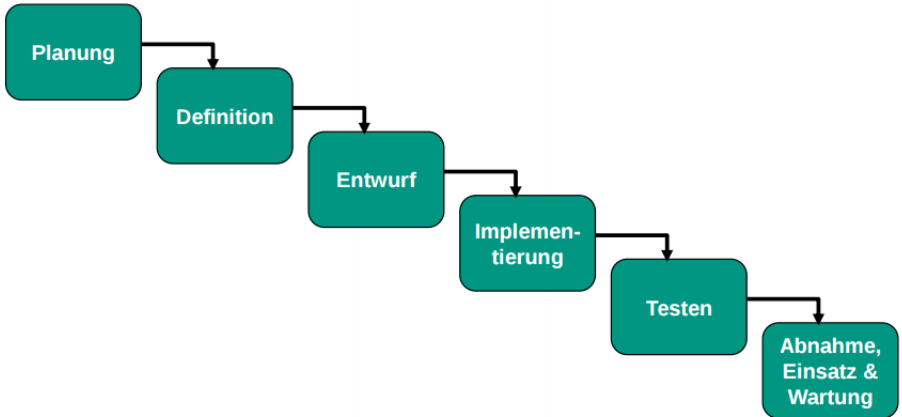 Planung
Definition
Entwurf
Implemen-
tierung
Testen
Abnahme,
Einsatz &
Wartung